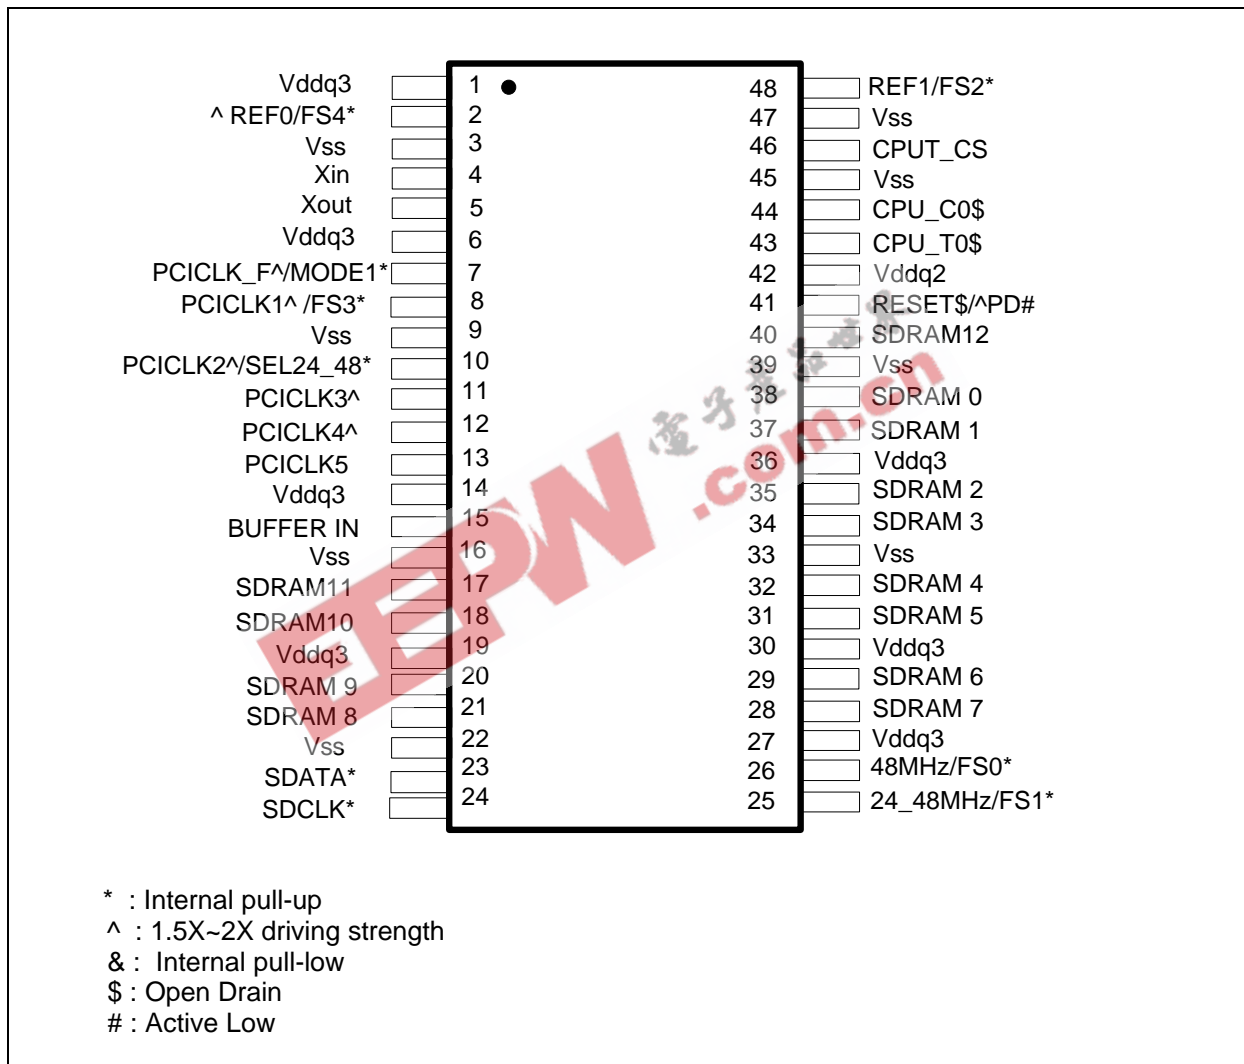 Vddq3 1 48 REF1/FS2*
^ REF0/FS4* 2 47 Vss
Vss 3 46 CPUT_CS
Xin 4 45 Vss
Xout 5 44 CPU_C0$
Vddq3 6 43 CPU_T0$
PCICLK_F^/MODE1* 7 42 Vddq2
PCICLK1^ /FS3* 8 41 RESET$/^PD#
Vss 9 40 SDRAM12
PCICLK2^/SEL24_48* 10 39 Vss
PCICLK3^ 11 38 SDRAM 0
PCICLK4^ 12 37 SDRAM 1
PCICLK5 13 36 Vddq3
Vddq3 14 35 SDRAM 2
BUFFER IN 15 34 SDRAM 3
Vss 16 33 Vss
SDRAM11 17 32 SDRAM 4
SDRAM10 18 31 SDRAM 5
Vddq3 19 30 Vddq3
SDRAM 9 20 29 SDRAM 6
SDRAM 8 21 28 SDRAM 7
Vss 22 27 Vddq3
SDATA* 23 26 48MHz/FS0*
SDCLK* 24 25 24_48MHz/FS1*
EEPW.com.cn
電子產品世界
* : Internal pull-up
^ : 1.5X~2X driving strength
& : Internal pull-low
$ : Open Drain
# : Active Low